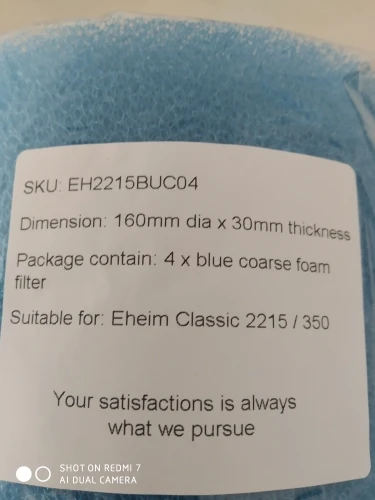 SKU: EH2215BUC04
Dimension: 160mm dia x 30mm thickness
Package contain: 4 x blue coarse foam
filter
Suitable for: Eheim Classic 2215 / 350
Your satisfactions is always
what we pursue
SHOT ON REDMI 7
AI DUAL CAMERA